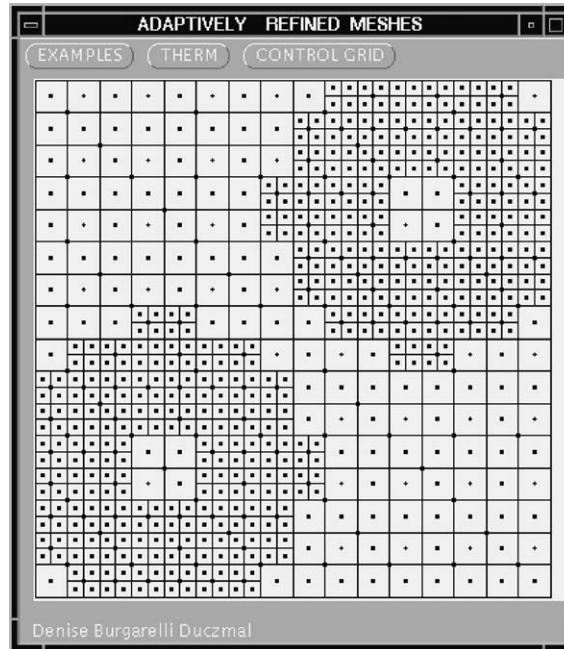 ADAPTIVELY REFINED MESHES
EXAMPLES THERM CONTROL GRID
Denise Burgarelli Duczmal